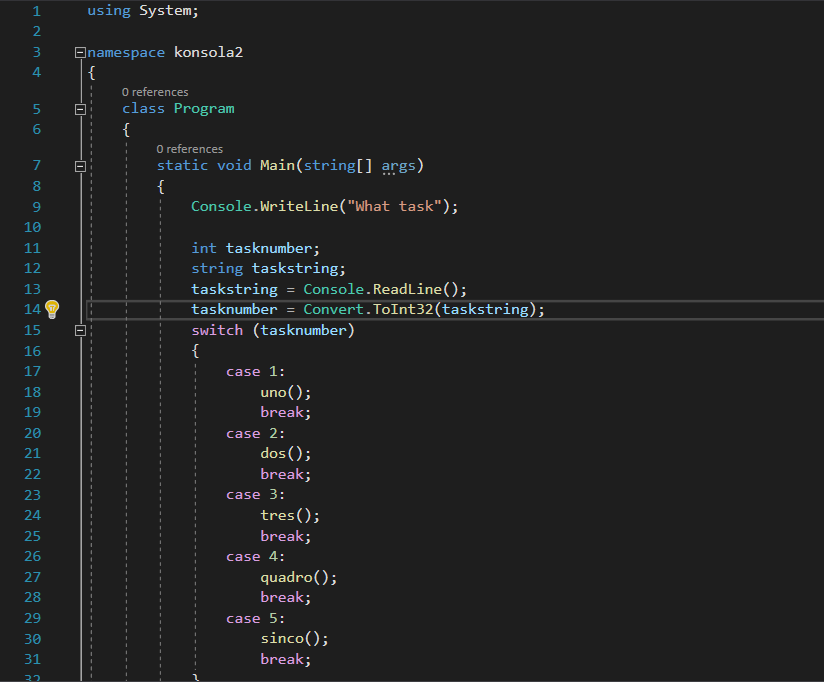 1 using System;
2
3 namespace konsola2
4 {
0 references
5 class Program
6 {
0 references
7 static void Main(string[] args)
8 {
9 Console.WriteLine("What task");
10
11 int tasknumber;
12 string taskstring;
13 taskstring = Console.ReadLine();
14 tasknumber = Convert.ToInt32(taskstring);
15 switch (tasknumber)
16 {
17 case 1:
18 uno();
19 break;
20 case 2:
21 dos();
22 break;
23 case 3:
24 tres();
25 break;
26 case 4:
27 quadro();
28 break;
29 case 5:
30 sinco();
31 break;
32 }